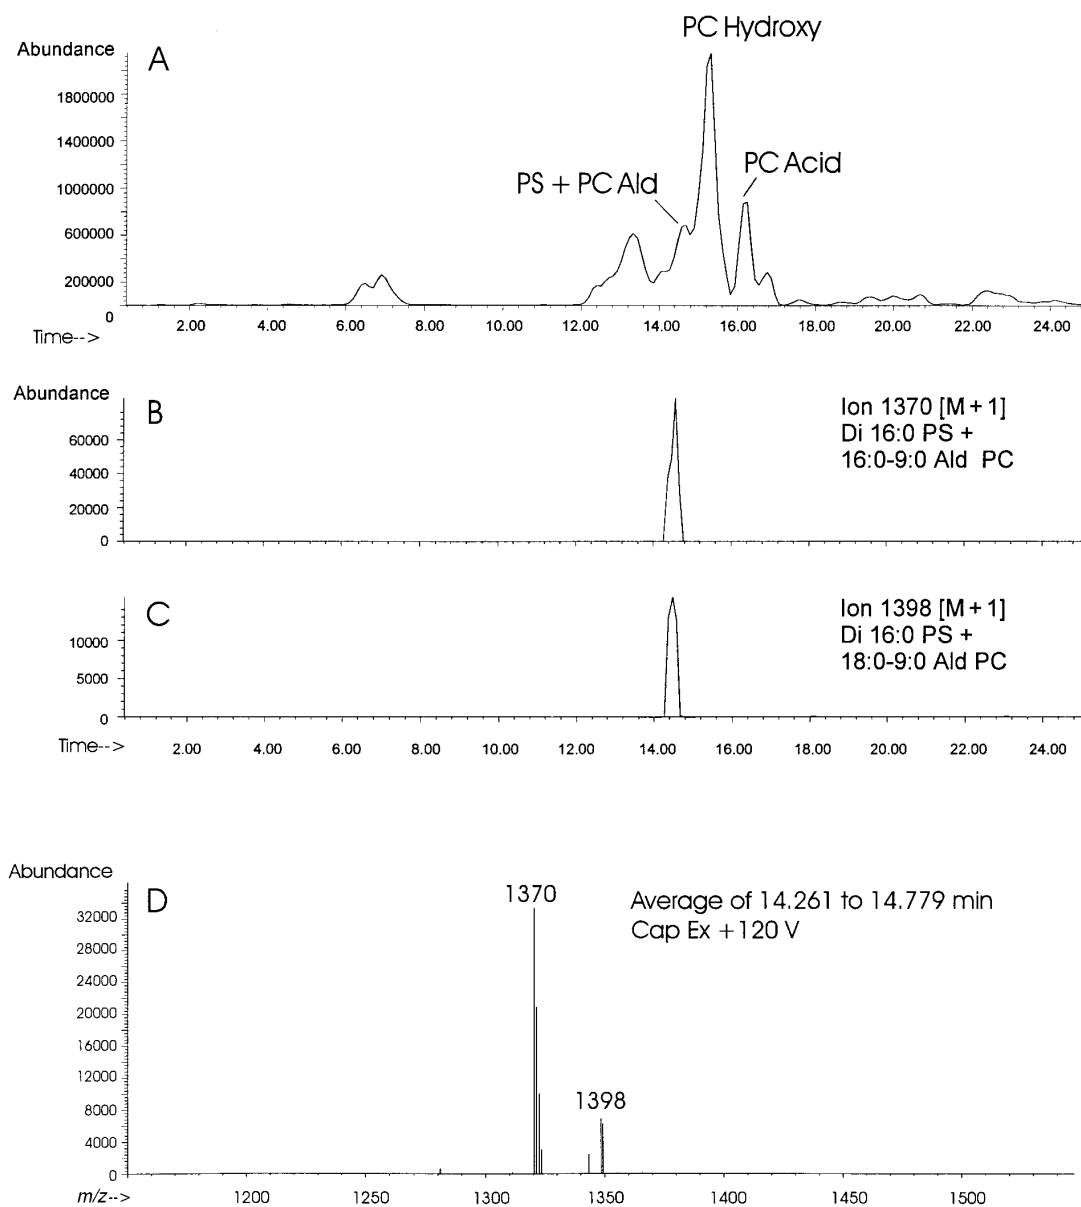 PC Hydroxy
Abundance
A
1800000
PC Acid
1400000
PS + PC Ald
1000000
600000
200000
0
2.00 4.00 6.00 8.00 10.00 12.00 14.00 16.00 18.00 20.00 22.00 24.00
Time-->
Abundance
B
Ion 1370 [M + 1]
Di 16:0 PS +
16:0-9:0 Ald PC
60000
40000
20000
0
C
Ion 1398 [M + 1]
Di 16:0 PS +
18:0-9:0 Ald PC
10000
5000
0
Time-->
2.00 4.00 6.00 8.00 10.00 12.00 14.00 16.00 18.00 20.00 22.00 24.00
Abundance
D
1370
Average of 14.261 to 14.779 min
Cap Ex +120 V
32000
28000
24000
20000
16000
12000
1398
8000
4000
0
m/z-->
1200 1250 1300 1350 1400 1450 1500